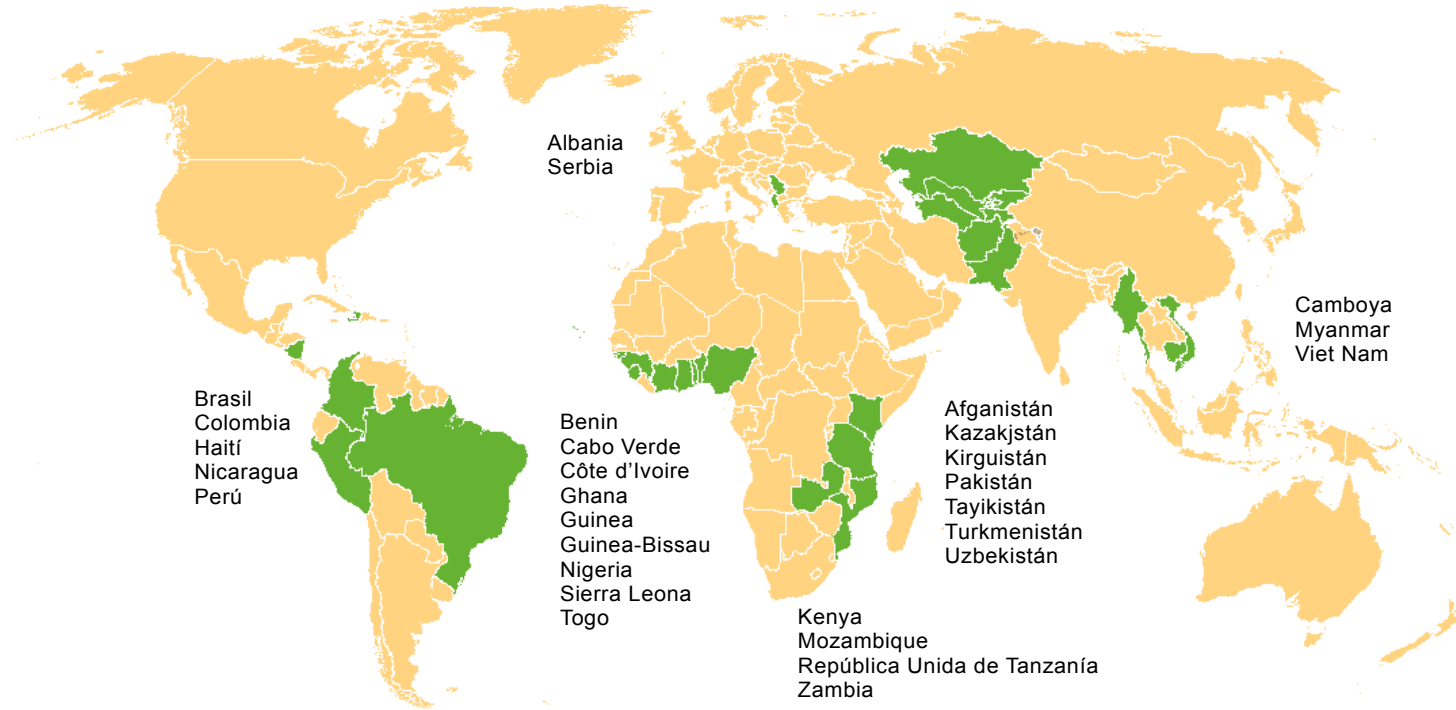 Albania
Serbia
Camboya
Myanmar
Viet Nam
Brasil
Colombia
Haití
Nicaragua
Perú
Benin
Cabo Verde
Côte d’Ivoire
Ghana
Guinea
Guinea-Bissau
Nigeria
Sierra Leona
Togo
Afganistán
Kazakjstán
Kirguistán
Pakistán
Tayikistán
Turkmenistán
Uzbekistán
Kenya
Mozambique
República Unida de Tanzanía
Zambia